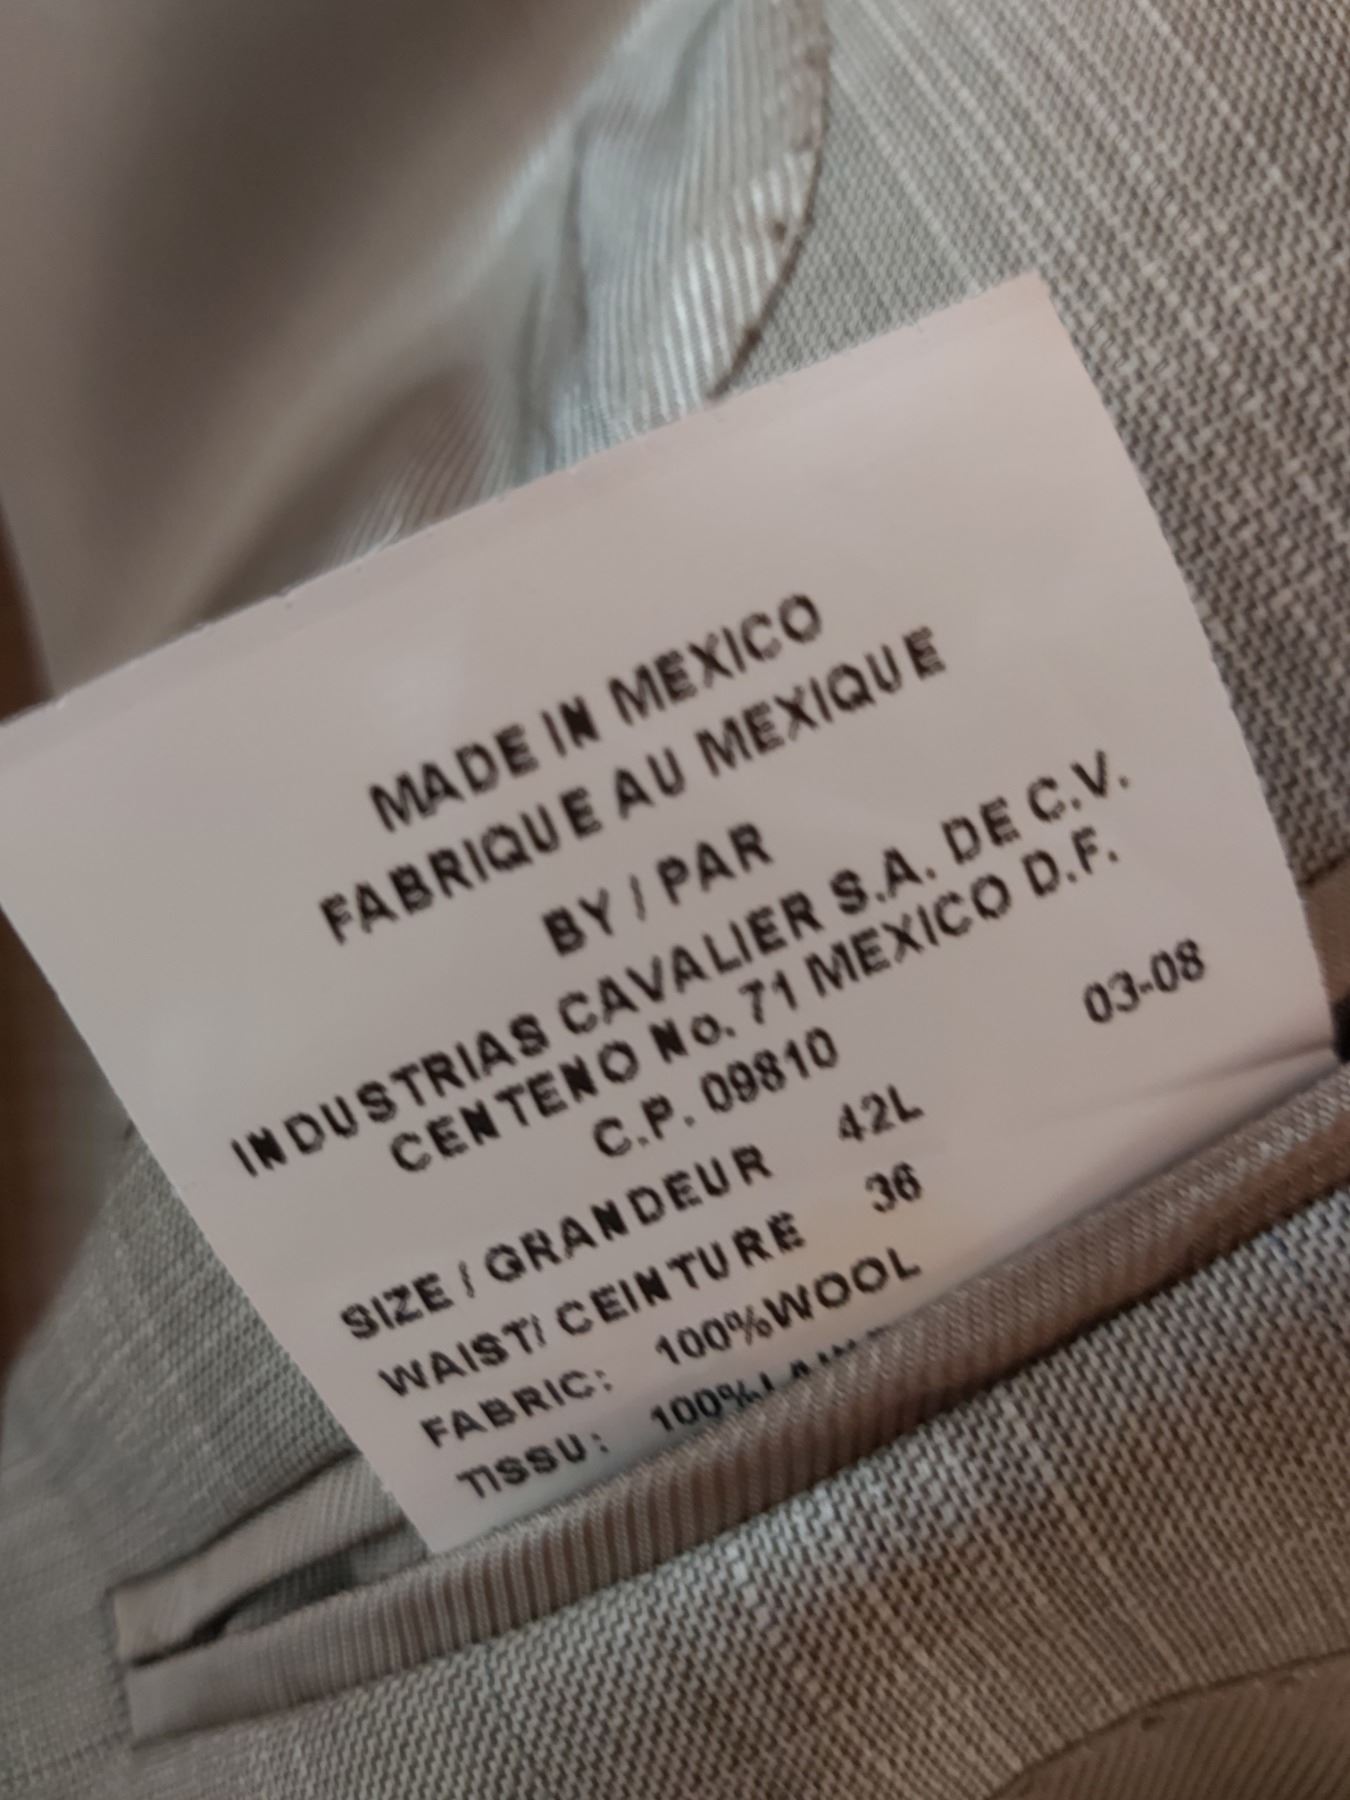 MADE IN MEXICO
FABRIQUE AU MEXIQUE
BY / PAR
INDUSTRIAS CAVALIER S.A. DE C.V.
CENTENO No. 71 MEXICO D.F.
C.P. 09810 03-08
SIZE / GRANDEUR 42L
WAIST/ CEINTURE 36
FABRIC: 100%WOOL
TISSU: 100%